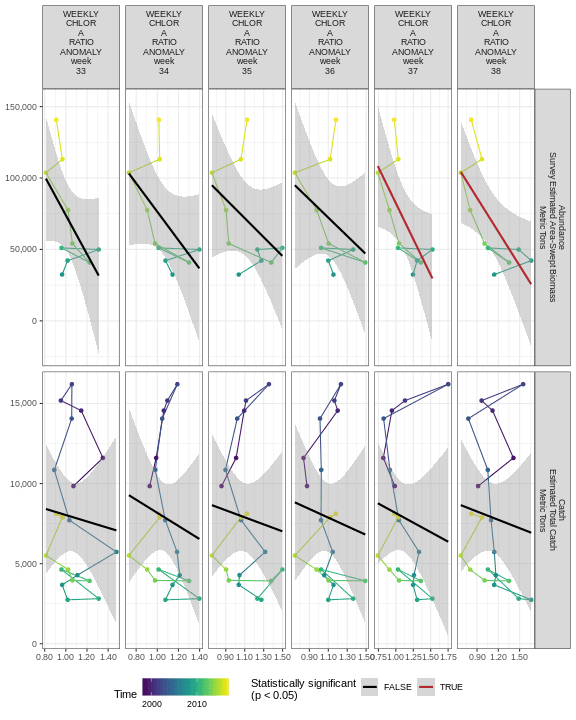 WEEKLY
CHLOR
A
RATIO
ANOMALY
week
33
WEEKLY
CHLOR
A
RATIO
ANOMALY
week
34
WEEKLY
CHLOR
A
RATIO
ANOMALY
week
35
WEEKLY
CHLOR
A
RATIO
ANOMALY
week
36
WEEKLY
CHLOR
A
RATIO
ANOMALY
week
37
WEEKLY
CHLOR
A
RATIO
ANOMALY
week
38
150,000
100,000
50,000
0
Abundance
Survey Estimated Area-Swept Biomass
Metric Tons
15,000
10,000
5,000
0
Catch
Estimated Total Catch
Metric Tons
0.80 1.00 1.20 1.40
0.80 1.00 1.20 1.40
0.90 1.10 1.30 1.50
0.90 1.10 1.30 1.50
0.75 1.00 1.25 1.50 1.75
0.90 1.10 1.30 1.50
Time
2000 2010
Statistically significant
(p < 0.05)
FALSE
TRUE